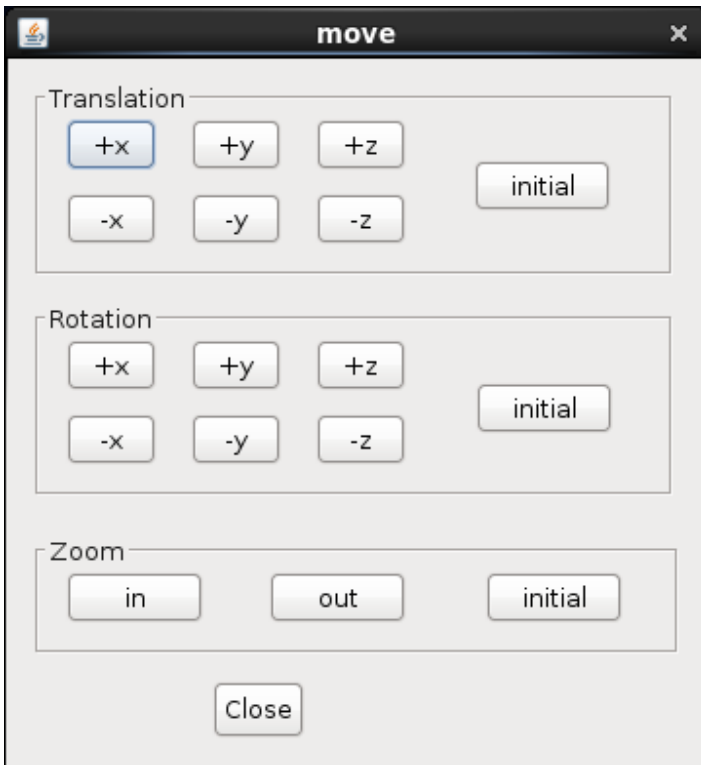 move
Translation
+x +y +z
initial
-x -y -z
Rotation
+x +y +z
initial
-x -y -z
Zoom
in out initial
Close